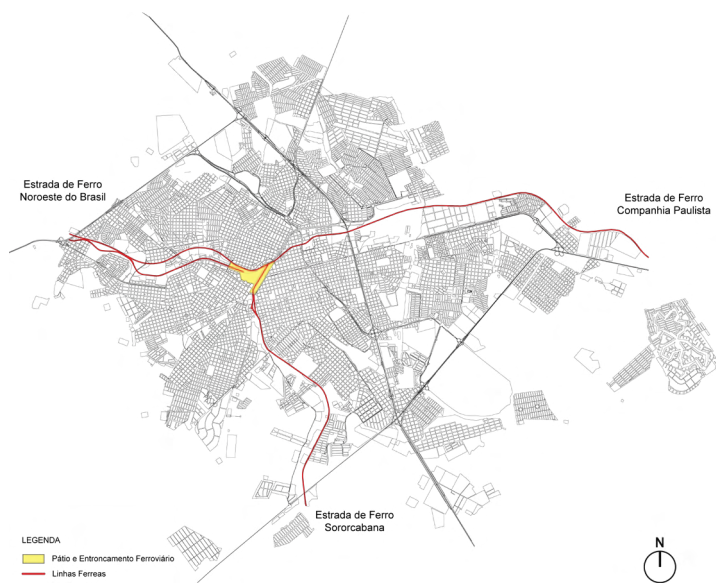 Estrada de Ferro
Noroeste do Brasil
Estrada de Ferro
Companhia Paulista
Estrada de Ferro
Sororcabana
LEGENDA
Pátio e Entroncamento Ferroviário
Linhas Ferreas
N